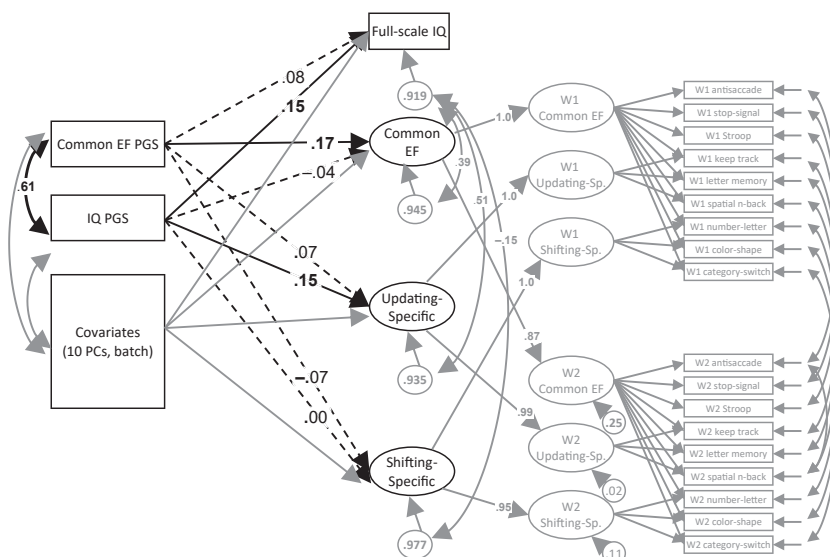 Full-scale IQ
.08
.15
.919
Common EF PGS
.17
Common
EF
–.04
.39
.61
IQ PGS
.945
.51
–.15
.07
.15
Updating-
Specific
Covariates
(10 PCs, batch)
.935
–.07
.00
Shifting-
Specific
.977
1.0
1.0
1.0
.87
.99
.95
W1
Common EF
W1
Updating-Sp.
W1
Shifting-Sp.
W1 antisaccade
W1 stop-signal
W1 Stroop
W1 keep track
W1 letter memory
W1 spatial n-back
W1 number-letter
W1 color-shape
W1 category-switch
W2
Common EF
.25
W2
Updating-Sp.
.02
W2
Shifting-Sp.
.11
W2 antisaccade
W2 stop-signal
W2 Stroop
W2 keep track
W2 letter memory
W2 spatial n-back
W2 number-letter
W2 color-shape
W2 category-switch